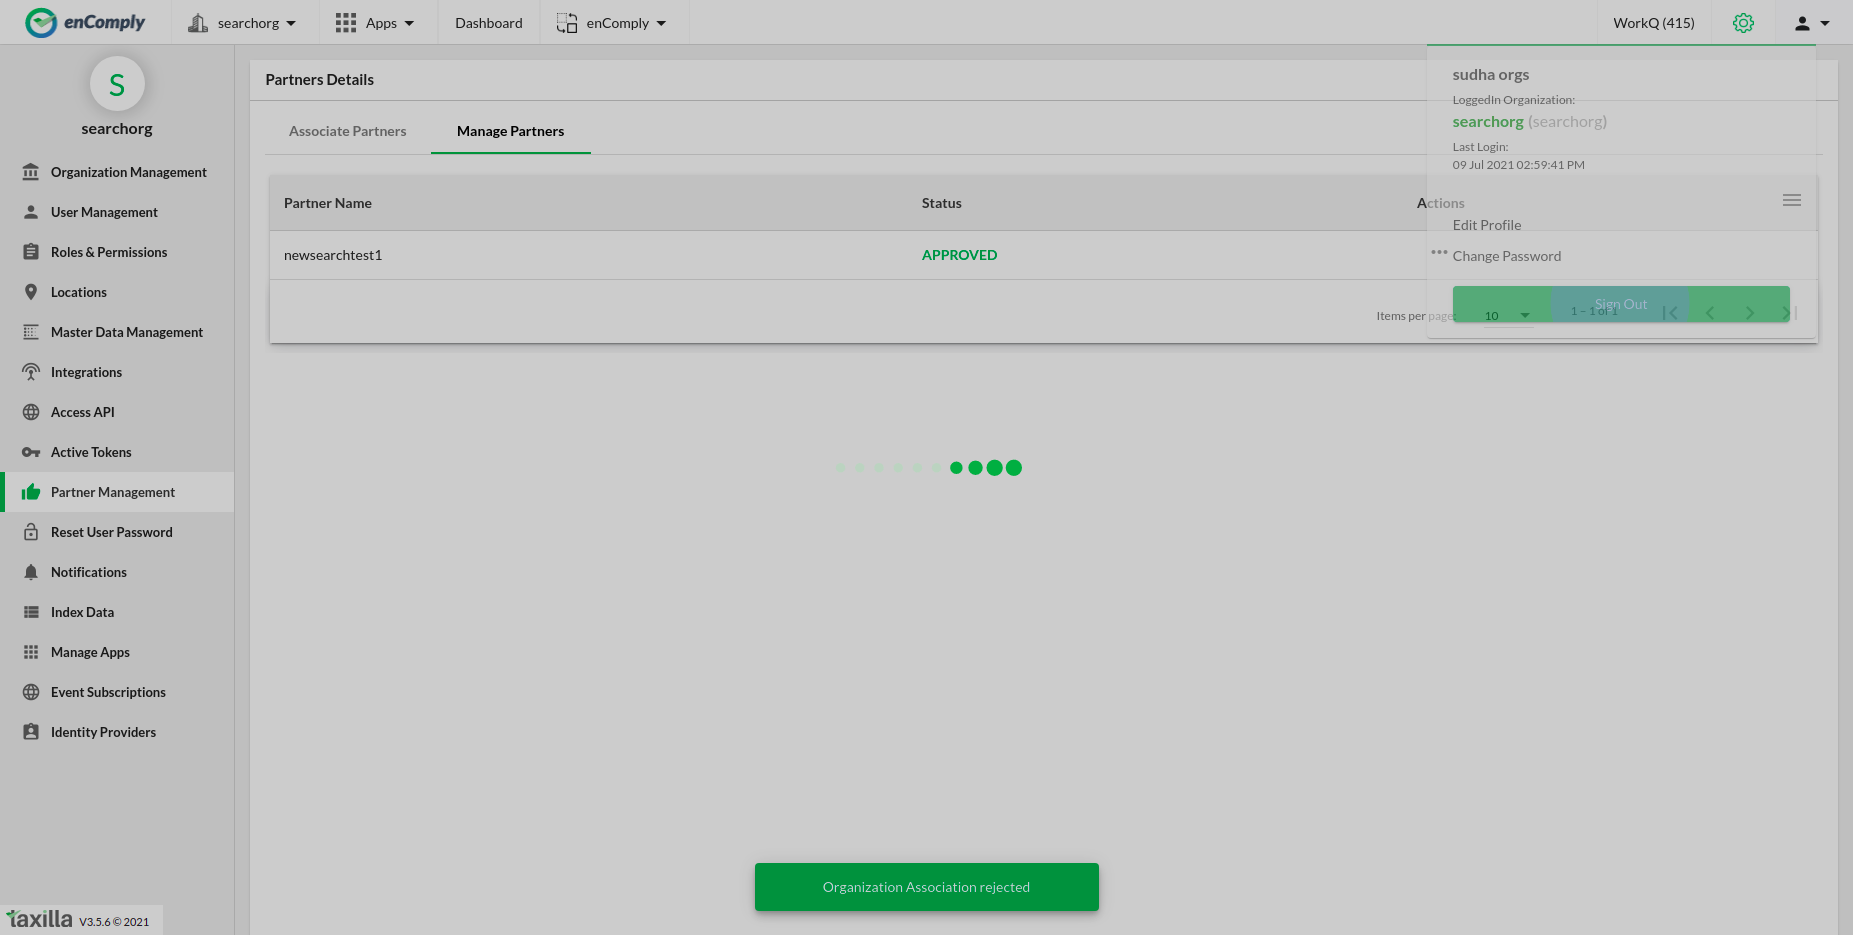 enComply
searchorg
Apps
Dashboard
enComply
WorkQ (415)
S
searchorg
Organization Management
User Management
Roles & Permissions
Locations
Master Data Management
Integrations
Access API
Active Tokens
Partner Management
Reset User Password
Notifications
Index Data
Manage Apps
Event Subscriptions
Identity Providers
taxilla V3.5.6 © 2021
Partners Details
Associate Partners
Manage Partners
Partner Name Status Actions
newsearchtest1 APPROVED
Items per page: 10 1 – 1 of 1
sudha orgs
LoggedIn Organization:
searchorg (searchorg)
Last Login:
09 Jul 2021 02:59:41 PM
Edit Profile
Change Password
Sign Out
Organization Association rejected